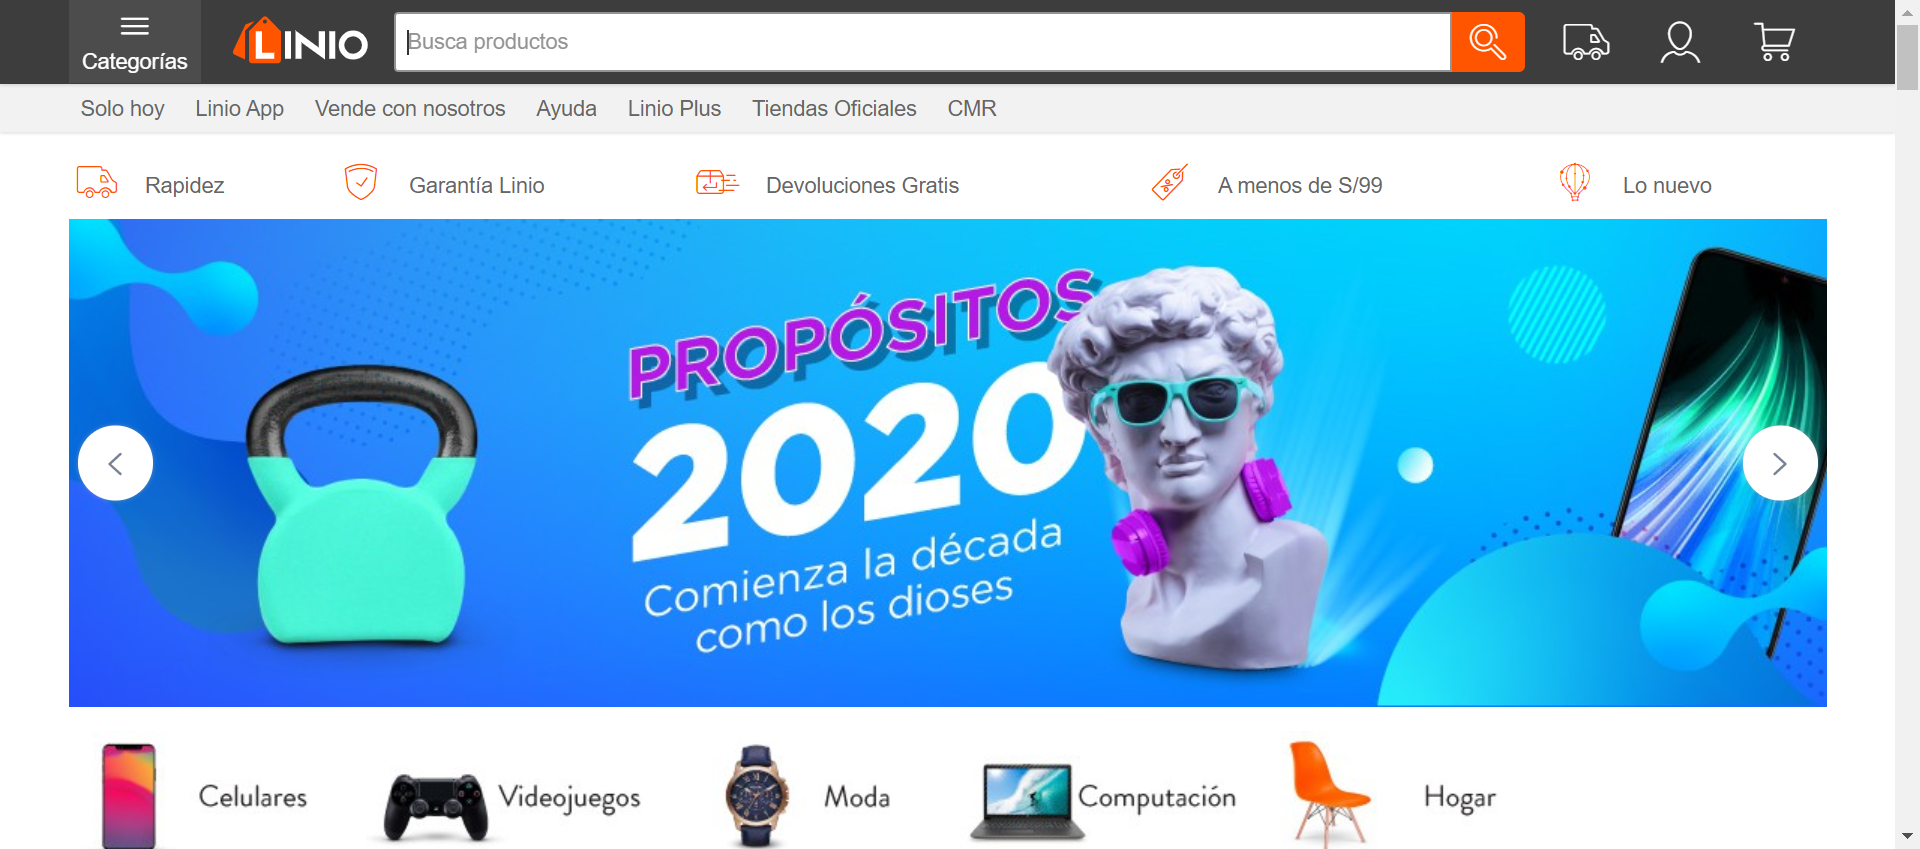 Categorías
LINIO
Busca productos
Solo hoy
Linio App
Vende con nosotros
Ayuda
Linio Plus
Tiendas Oficiales
CMR
Rapidez
Garantía Linio
Devoluciones Gratis
A menos de S/99
Lo nuevo
PROPÓSITOS
2020
Comienza la década
como los dioses
Celulares
Videojuegos
Moda
Computación
Hogar